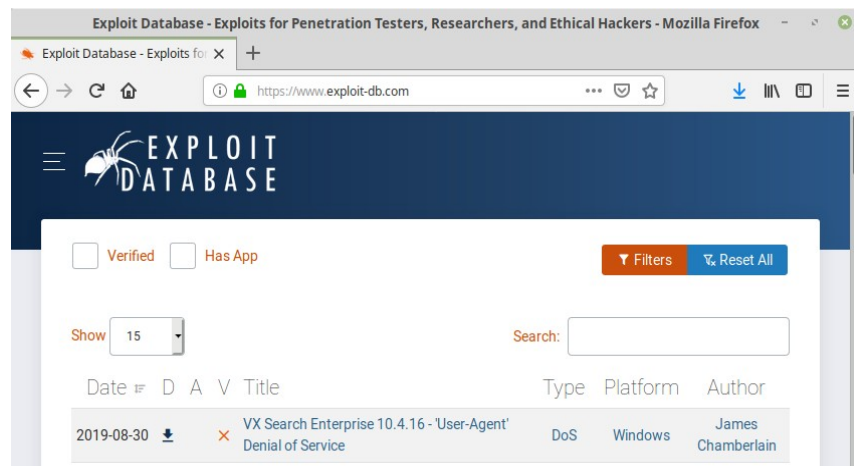 Exploit Database - Exploits for Penetration Testers, Researchers, and Ethical Hackers - Mozilla Firefox
Exploit Database - Exploits for
https://www.exploit-db.com
EXPLOIT
DATABASE
Verified Has App
Filters Reset All
Show 15 Search:
Date D A V Title Type Platform Author
2019-08-30 VX Search Enterprise 10.4.16 - 'User-Agent' Denial of Service DoS Windows James Chamberlain